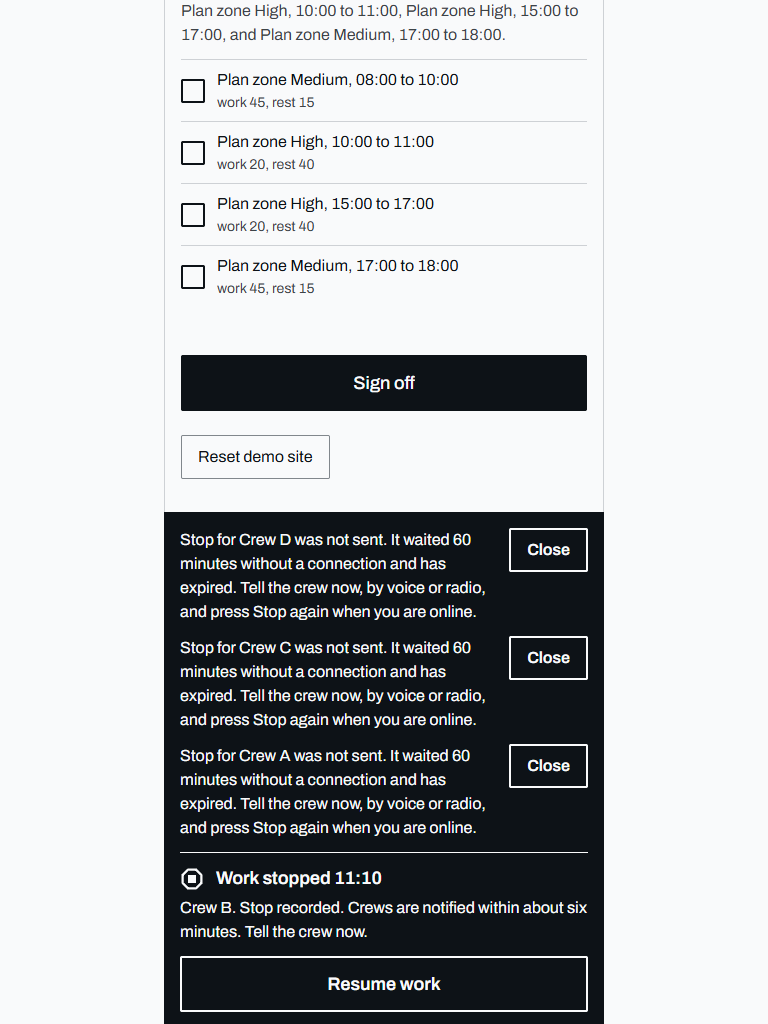 Plan zone High, 10:00 to 11:00, Plan zone High, 15:00 to
17:00, and Plan zone Medium, 17:00 to 18:00.
Plan zone Medium, 08:00 to 10:00
work 45, rest 15
Plan zone High, 10:00 to 11:00
work 20, rest 40
Plan zone High, 15:00 to 17:00
work 20, rest 40
Plan zone Medium, 17:00 to 18:00
work 45, rest 15
Sign off
Reset demo site
Stop for Crew D was not sent. It waited 60
minutes without a connection and has
expired. Tell the crew now, by voice or radio,
and press Stop again when you are online.
Close
Stop for Crew C was not sent. It waited 60
minutes without a connection and has
expired. Tell the crew now, by voice or radio,
and press Stop again when you are online.
Close
Stop for Crew A was not sent. It waited 60
minutes without a connection and has
expired. Tell the crew now, by voice or radio,
and press Stop again when you are online.
Close
Work stopped 11:10
Crew B. Stop recorded. Crews are notified within about six
minutes. Tell the crew now.
Resume work